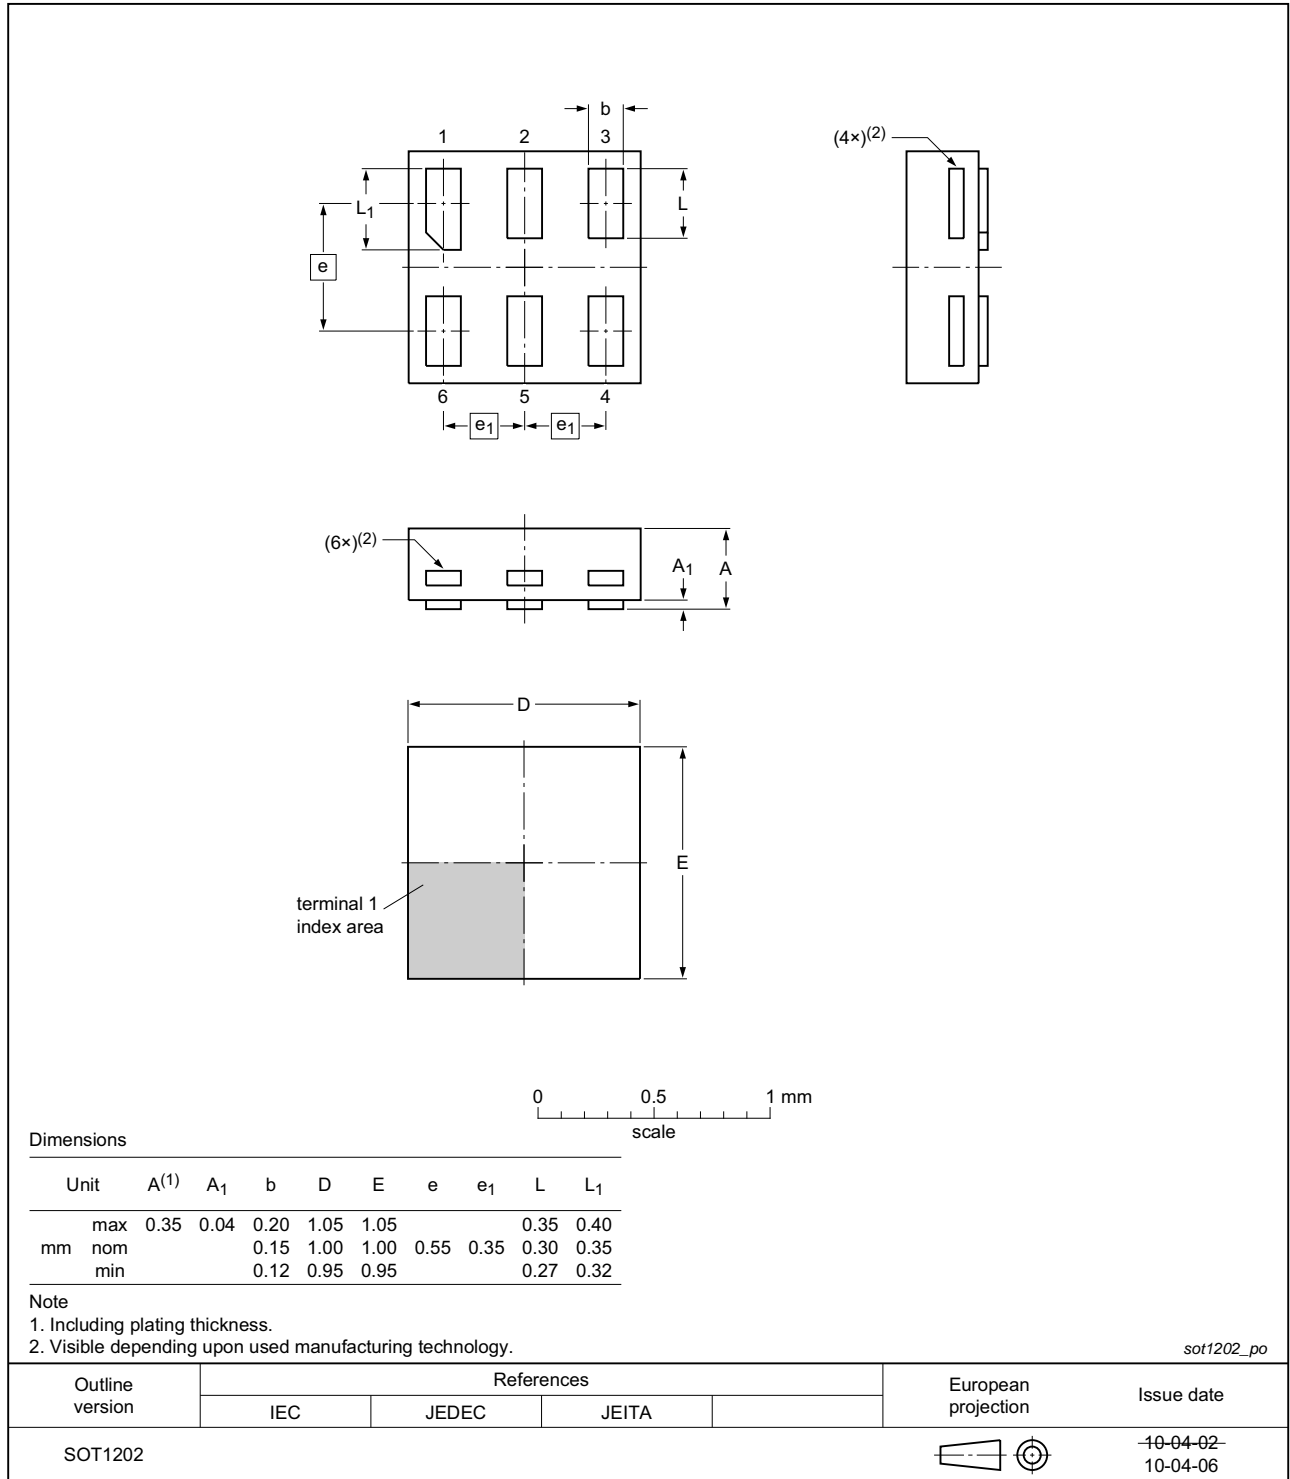 b
1 2 3
(4×)(2)
L1
L
e
6 5 4
e1 e1
(6×)(2)
A1 A
D
E
terminal 1
index area
0 0.5 1 mm
scale
Dimensions
Unit A(1) A1 b D E e e1 L L1
max 0.35 0.04 0.20 1.05 1.05 0.35 0.40
mm nom 0.15 1.00 1.00 0.55 0.35 0.30 0.35
min 0.12 0.95 0.95 0.27 0.32
Note
1. Including plating thickness.
2. Visible depending upon used manufacturing technology.
sot1202_po
Outline
version
References
IEC JEDEC JEITA
European
projection
Issue date
SOT1202
10-04-02
10-04-06